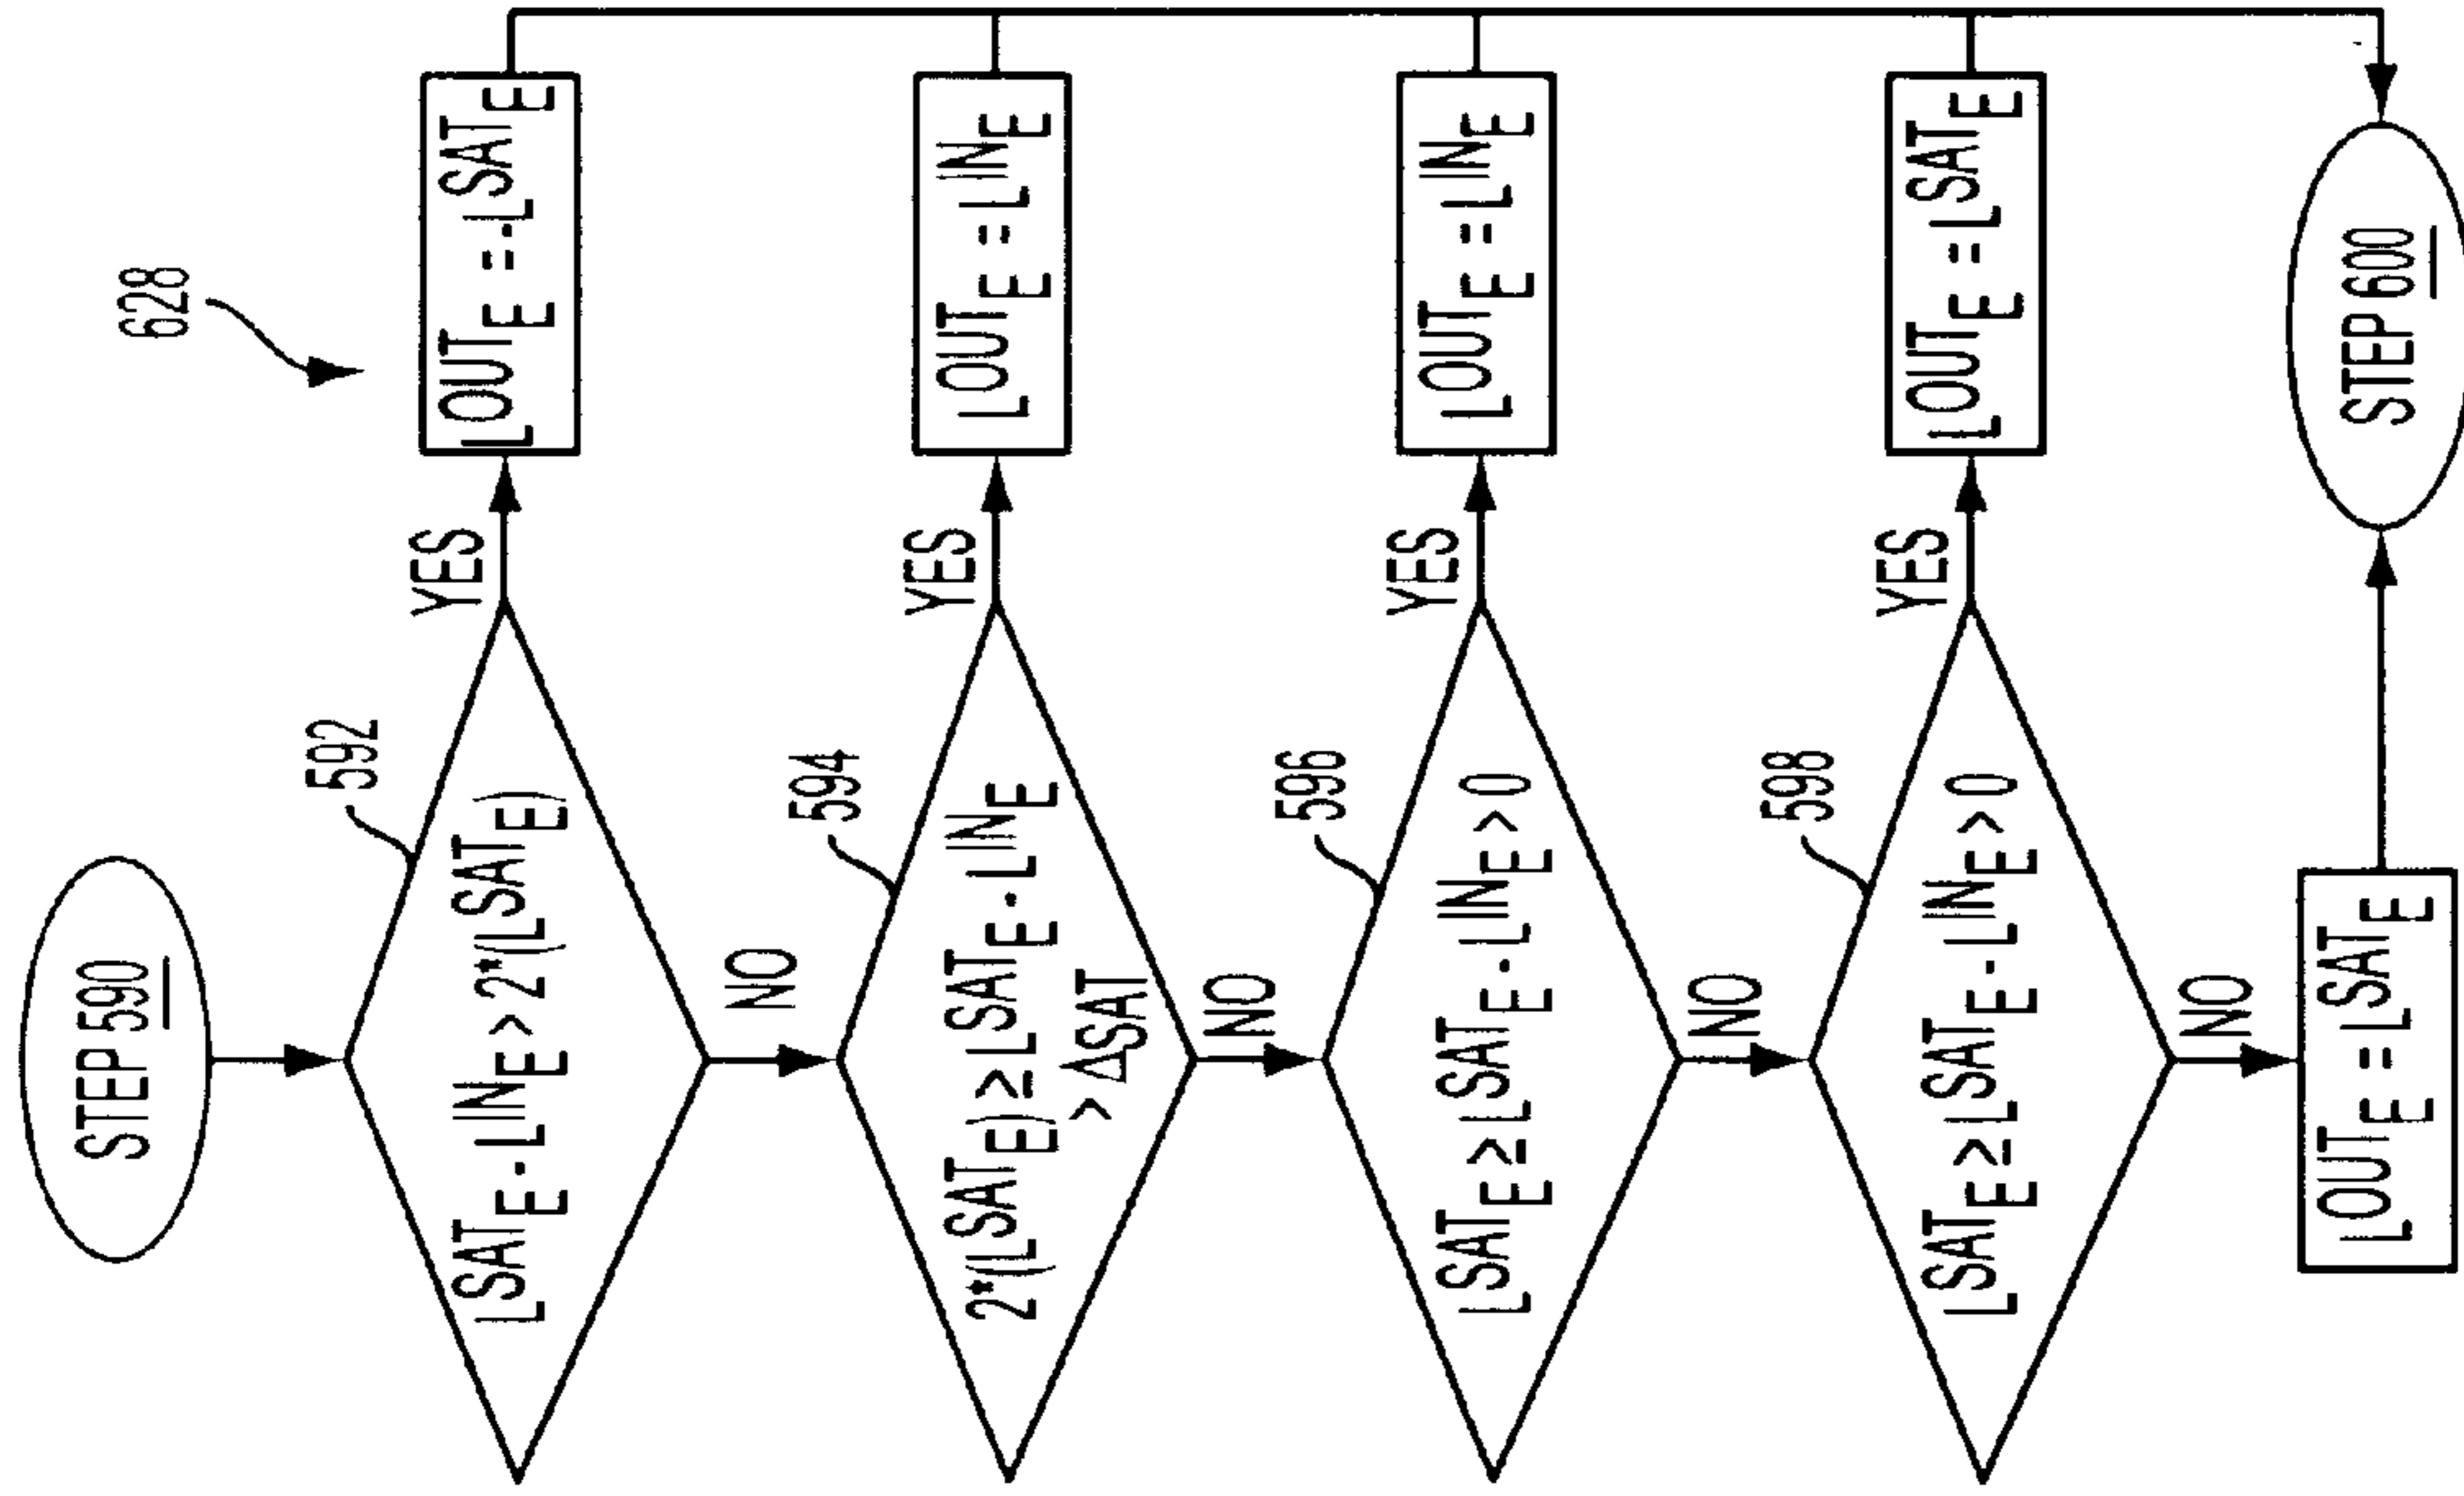 628
STEP 590
592
LSATE - LINE > 2*(LSATE)
YES
LOUTE = -LSATE
NO
594
2*(LSATE) ≥ LSATE - LINE
> ΔSAT
YES
LOUTE = LINE
NO
596
LSATE ≥ LSATE - LINE > 0
YES
LOUTE = LINE
NO
598
LSATE ≥ LSATE - LINE > 0
YES
LOUTE = LSATE
NO
LOUTE = LSATE
STEP 600